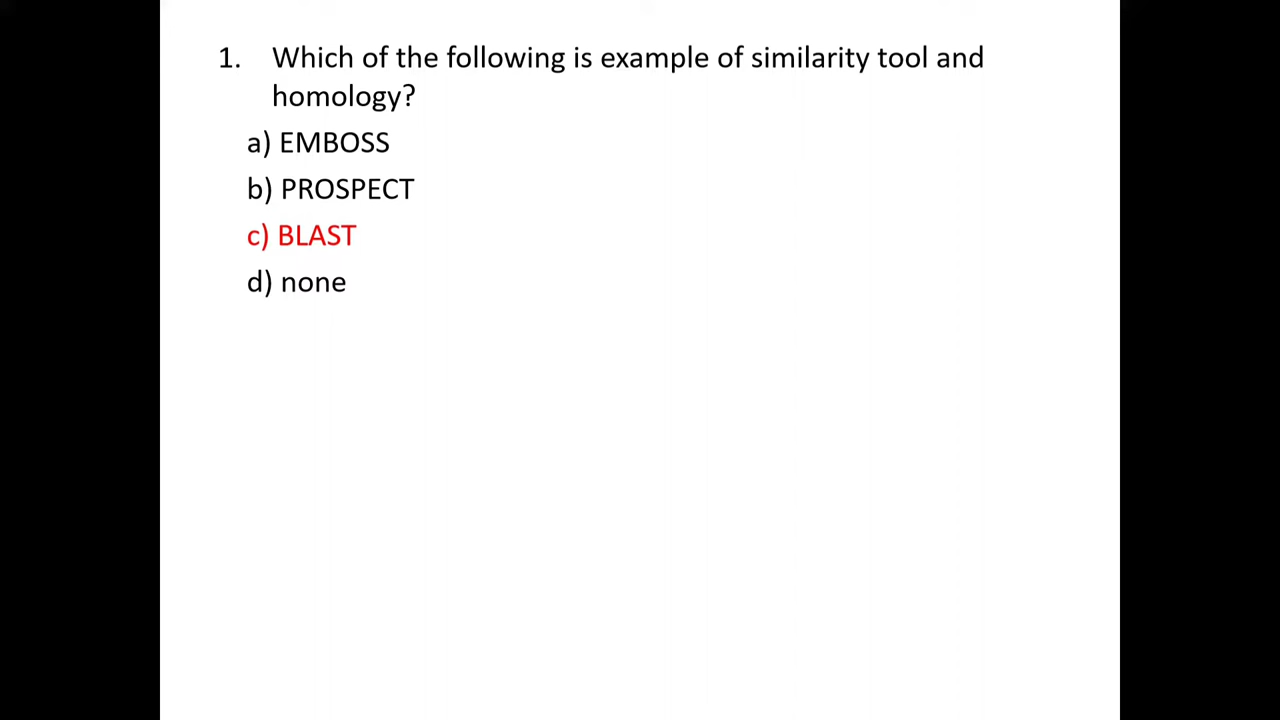 1. Which of the following is example of similarity tool and
homology?
a) EMBOSS
b) PROSPECT
c) BLAST
d) none